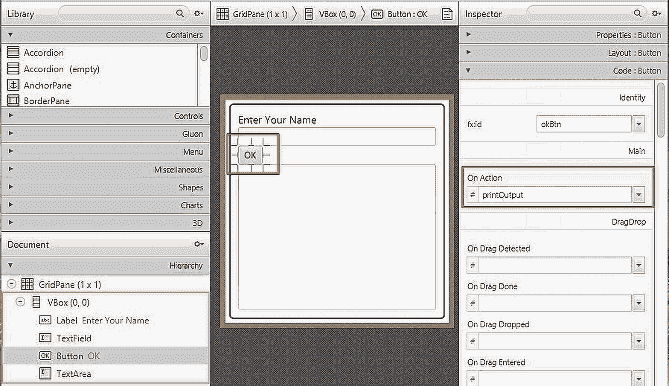 Library
Containers
Accordion
Accordion (empty)
AnchorPane
BorderPane
Controls
Gluon
Menu
Miscellaneous
Shapes
Charts
3D
Document
Hierarchy
GridPane (1 x 1)
VBox (0, 0)
abc Label Enter Your Name
TextField
OK Button OK
TextArea
GridPane (1 x 1) VBox (0, 0) OK Button : OK
Enter Your Name
OK
Inspector
Properties : Button
Layout : Button
Code : Button
Identity
fx:id okBtn
Main
On Action
# printOutput
DragDrop
On Drag Detected
#
On Drag Done
#
On Drag Dropped
#
On Drag Entered
#